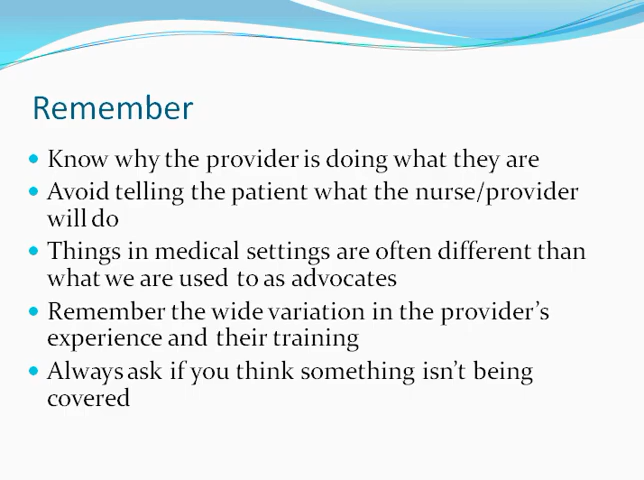 Remember
Know why the provider is doing what they are
Avoid telling the patient what the nurse/provider
will do
Things in medical settings are often different than
what we are used to as advocates
Remember the wide variation in the provider's
experience and their training
Always ask if you think something isn't being
covered